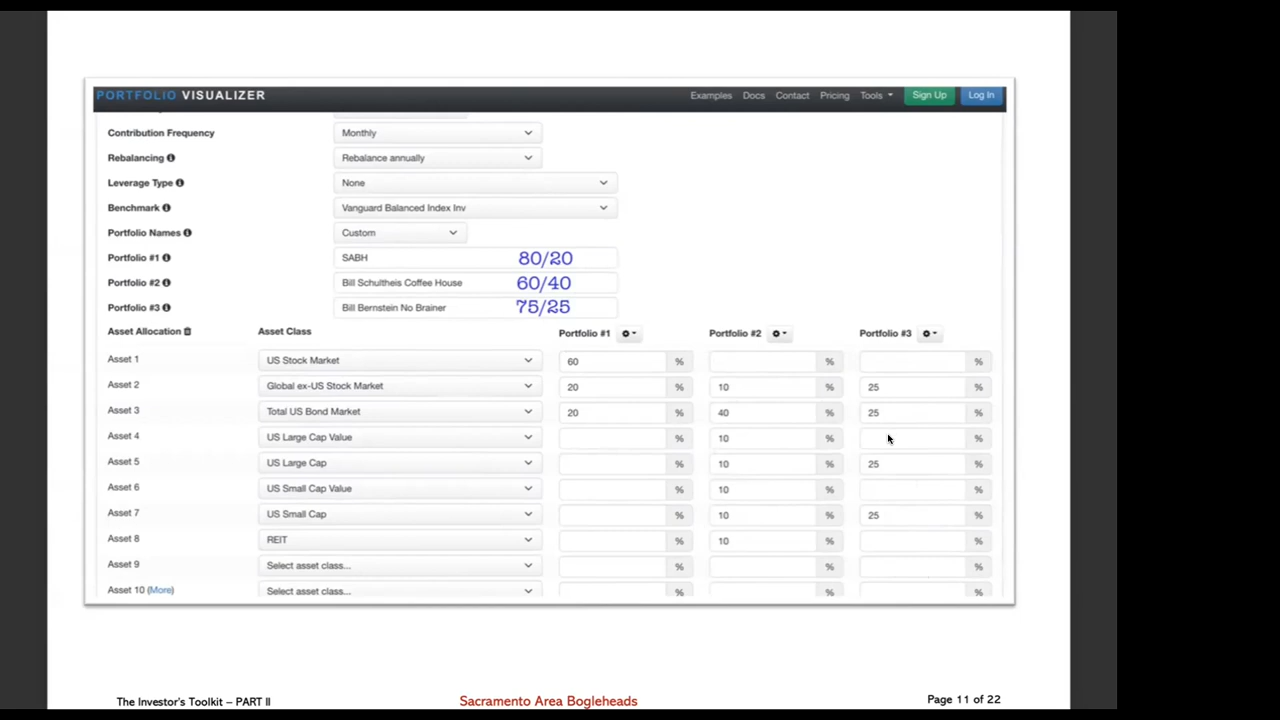 PORTFOLIO VISUALIZER Examples Docs Contact Pricing Tools Sign Up Log In
Contribution Frequency Monthly
Rebalancing Rebalance annually
Leverage Type None
Benchmark Vanguard Balanced Index Inv
Portfolio Names Custom
Portfolio #1 SABH 80/20
Portfolio #2 Bill Schultheis Coffee House 60/40
Portfolio #3 Bill Bernstein No Brainer 75/25
Asset Allocation Asset Class Portfolio #1 Portfolio #2 Portfolio #3
Asset 1 US Stock Market 60 % % %
Asset 2 Global ex-US Stock Market 20 % 10 % 25 %
Asset 3 Total US Bond Market 20 % 40 % 25 %
Asset 4 US Large Cap Value % 10 % %
Asset 5 US Large Cap % 10 % 25 %
Asset 6 US Small Cap Value % 10 % %
Asset 7 US Small Cap % 10 % 25 %
Asset 8 REIT % 10 % %
Asset 9 Select asset class... % % %
Asset 10 (More) Select asset class... % % %
The Investor's Toolkit – PART II Sacramento Area Bogleheads Page 11 of 22